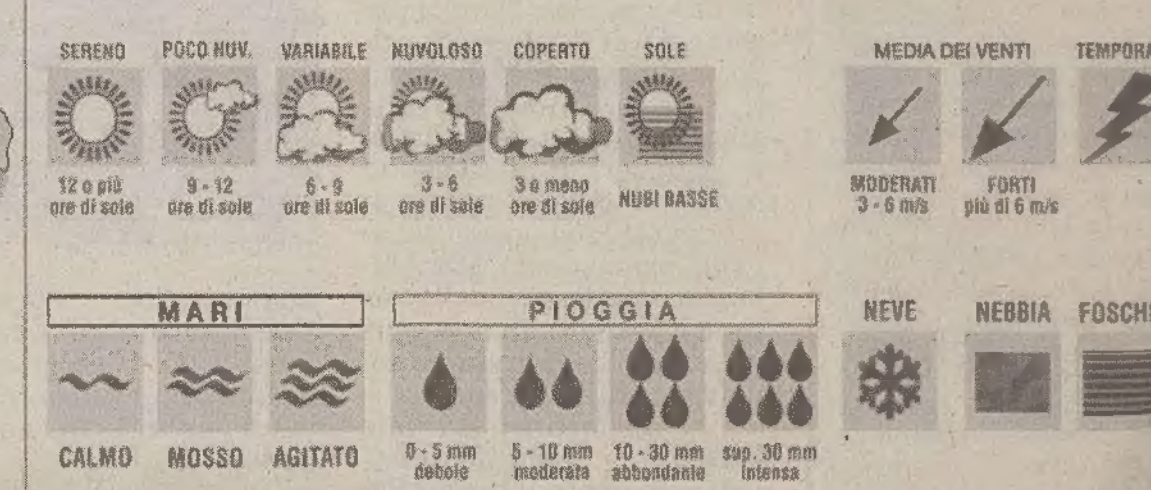 SERENO
POCO NUV.
VARIABILE
NUVOLOSO
COPERTO
SOLE
12 o più
ore di sole
9 - 12
ore di sole
6 - 9
ore di sole
3 - 6
ore di sole
3 o meno
ore di sole
NUBI BASSE
MEDIA DEI VENTI
TEMPORA
MODERATI
3 - 6 m/s
FORTI
più di 6 m/s
MARI
CALMO
MOSSO
AGITATO
PIOGGIA
0 - 5 mm
debole
5 - 10 mm
moderata
10 - 30 mm
abbondante
sup. 30 mm
intensa
NEVE
NEBBIA
FOSCHI